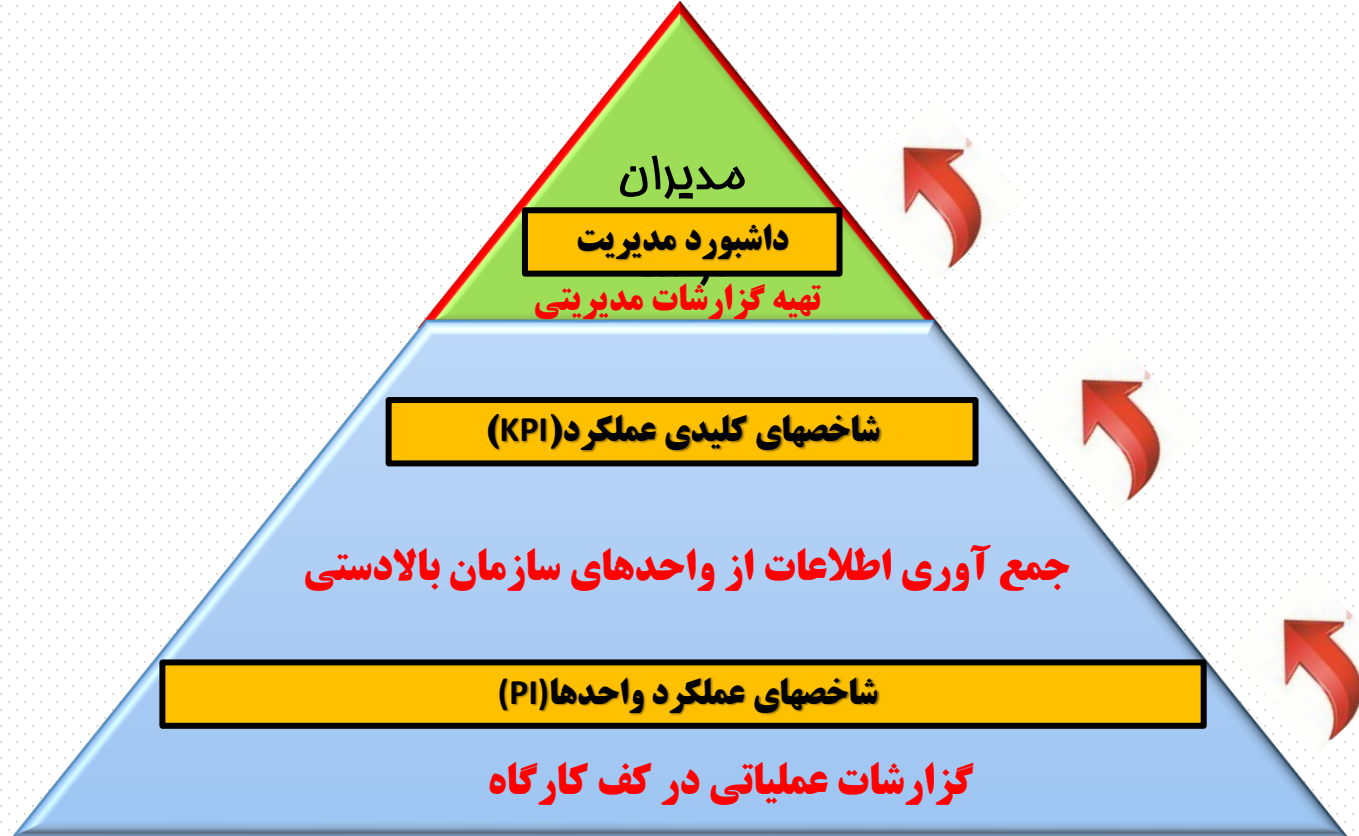 مدیران
داشبورد مدیریت
تهیه گزارشات مدیریتی
شاخصهای کلیدی عملکرد(KPI)
جمع آوری اطلاعات از واحدهای سازمان بالادستی
شاخصهای عملکرد واحدها(PI)
گزارشات عملیاتی در کف کارگاه